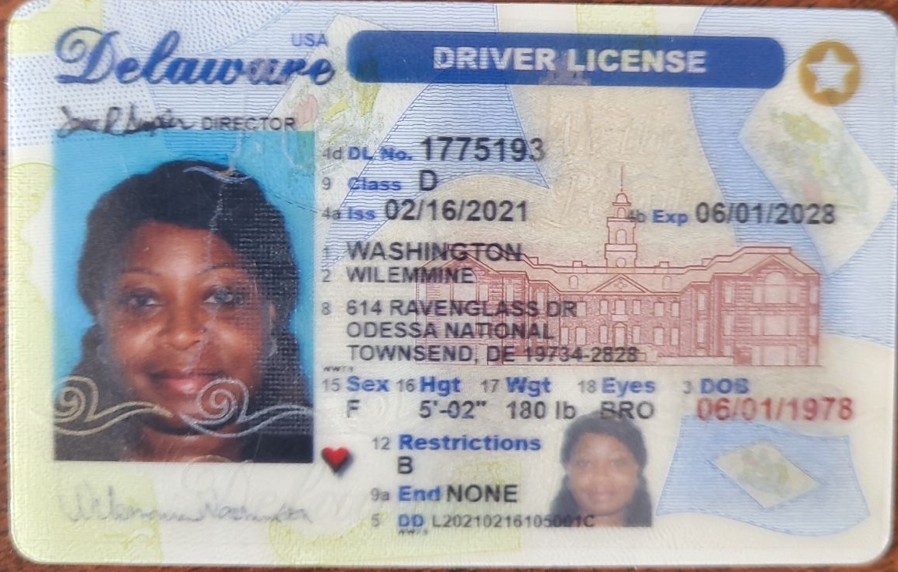 Delaware USA
DRIVER LICENSE
DIRECTOR
4d DL No. 1775193
9 Class D
4a Iss 02/16/2021 4b Exp 06/01/2028
1 WASHINGTON
2 WILEMMINE
8 614 RAVENGLASS DR
ODESSA NATIONAL
TOWNSEND, DE 19734-2828
15 Sex 16 Hgt 17 Wgt 18 Eyes 3 DOB
F 5'-02" 180 lb BRO 06/01/1978
12 Restrictions
B
9a End NONE
5 DD L20210216105001C